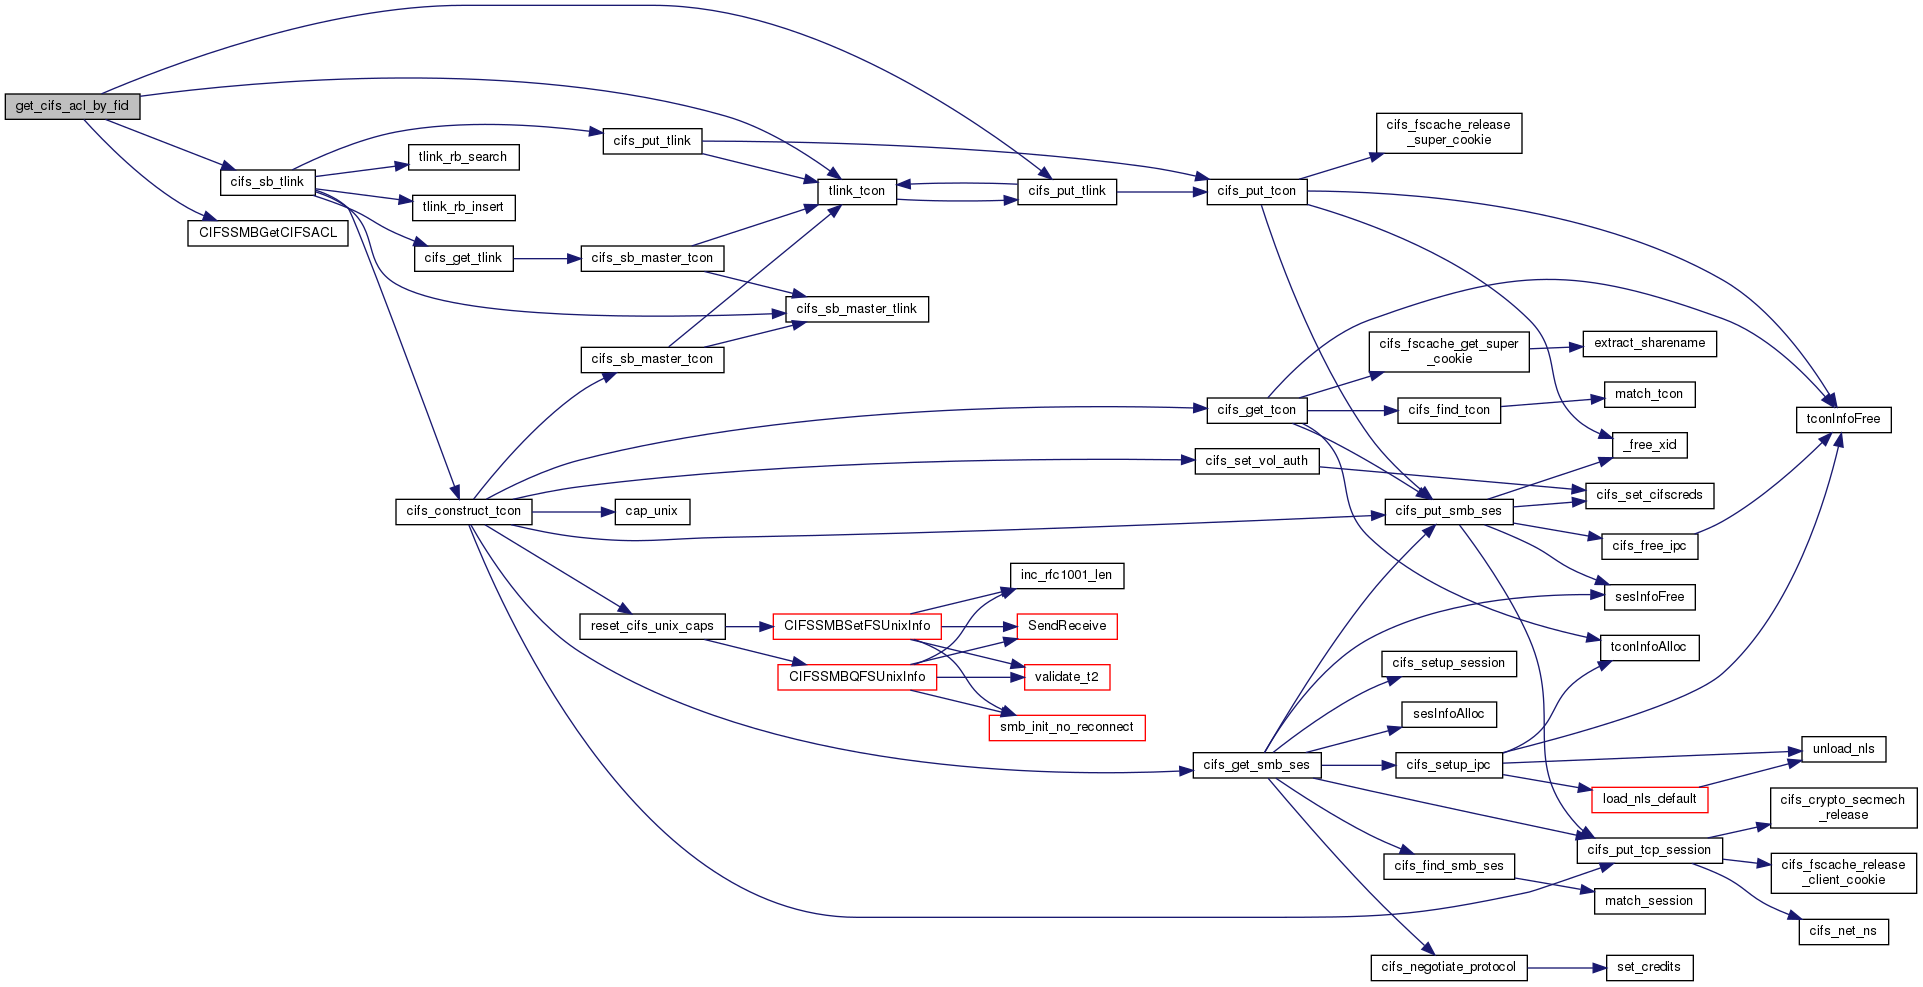 get_cifs_acl_by_fid
cifs_sb_tlink
CIFSSMBGetCIFSACL
cifs_put_tlink
tlink_rb_search
tlink_rb_insert
cifs_get_tlink
cifs_construct_tcon
cifs_sb_master_tcon
cifs_sb_master_tcon
cap_unix
reset_cifs_unix_caps
tlink_tcon
cifs_sb_master_tlink
CIFSSMBSetFSUnixInfo
CIFSSMBQFSUnixInfo
cifs_put_tlink
inc_rfc1001_len
SendReceive
validate_t2
smb_init_no_reconnect
cifs_put_tcon
cifs_get_tcon
cifs_set_vol_auth
cifs_get_smb_ses
cifs_fscache_release
_super_cookie
cifs_fscache_get_super
_cookie
cifs_find_tcon
cifs_put_smb_ses
cifs_setup_session
sesInfoAlloc
cifs_setup_ipc
cifs_find_smb_ses
cifs_negotiate_protocol
extract_sharename
match_tcon
_free_xid
cifs_set_cifscreds
cifs_free_ipc
sesInfoFree
tconInfoAlloc
load_nls_default
cifs_put_tcp_session
match_session
set_credits
tconInfoFree
unload_nls
cifs_crypto_secmech
_release
cifs_fscache_release
_client_cookie
cifs_net_ns